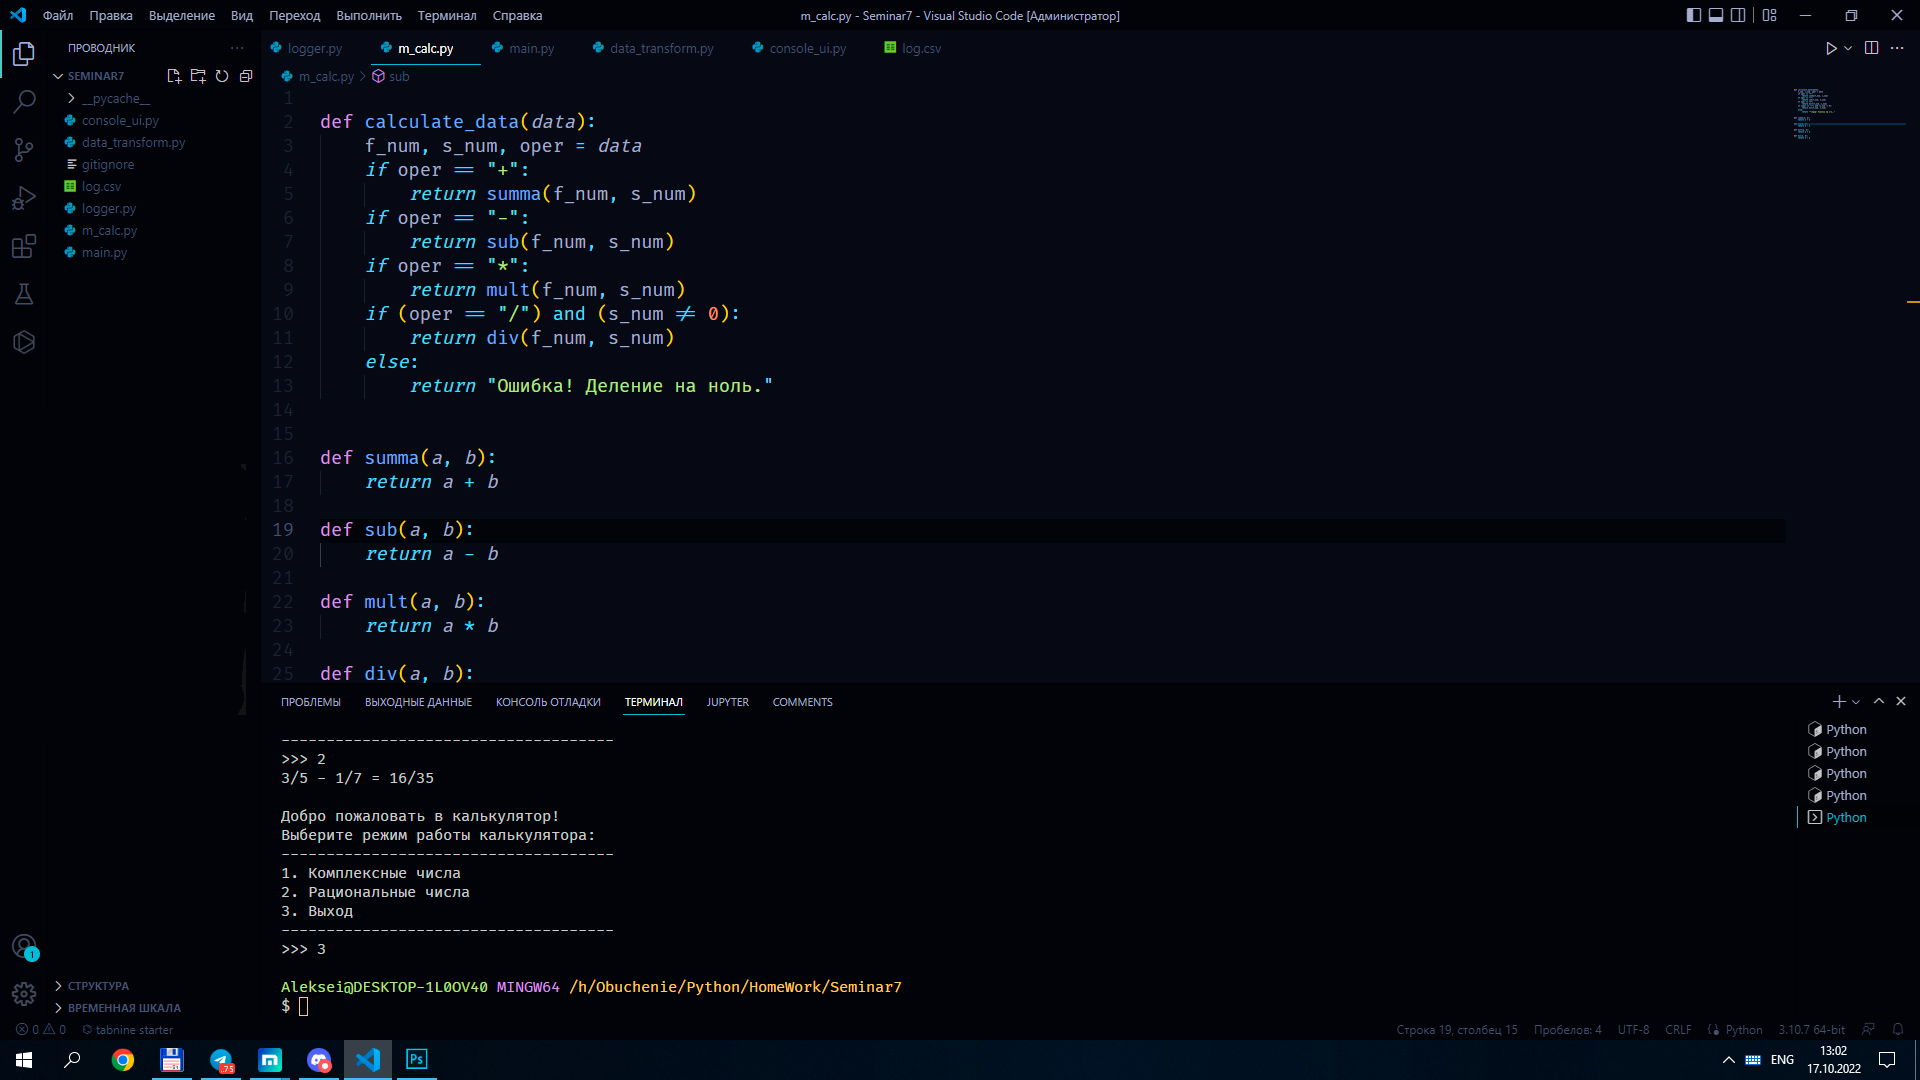 Файл Правка Выделение Вид Переход Выполнить Терминал Справка
m_calc.py - Seminar7 - Visual Studio Code [Администратор]
ПРОВОДНИК
SEMINAR7
__pycache__
console_ui.py
data_transform.py
gitignore
log.csv
logger.py
m_calc.py
main.py
СТРУКТУРА
ВРЕМЕННАЯ ШКАЛА
logger.py m_calc.py main.py data_transform.py console_ui.py log.csv
m_calc.py > sub
1
2 def calculate_data(data):
3 f_num, s_num, oper = data
4 if oper == "+":
5 return summa(f_num, s_num)
6 if oper == "-":
7 return sub(f_num, s_num)
8 if oper == "*":
9 return mult(f_num, s_num)
10 if (oper == "/") and (s_num != 0):
11 return div(f_num, s_num)
12 else:
13 return "Ошибка! Деление на ноль."
14
15
16 def summa(a, b):
17 return a + b
18
19 def sub(a, b):
20 return a - b
21
22 def mult(a, b):
23 return a * b
24
25 def div(a, b):
ПРОБЛЕМЫ ВЫХОДНЫЕ ДАННЫЕ КОНСОЛЬ ОТЛАДКИ ТЕРМИНАЛ JUPYTER COMMENTS
-------------------------------------
>>> 2
3/5 - 1/7 = 16/35
Добро пожаловать в калькулятор!
Выберите режим работы калькулятора:
-------------------------------------
1. Комплексные числа
2. Рациональные числа
3. Выход
-------------------------------------
>>> 3
Aleksei@DESKTOP-1L0OV40 MINGW64 /h/Obuchenie/Python/HomeWork/Seminar7
$
Python
Python
Python
Python
Python
1
0 0 tabnine starter
Строка 19, столбец 15 Пробелов: 4 UTF-8 CRLF Python 3.10.7 64-bit
75
Ps
ENG
13:02
17.10.2022